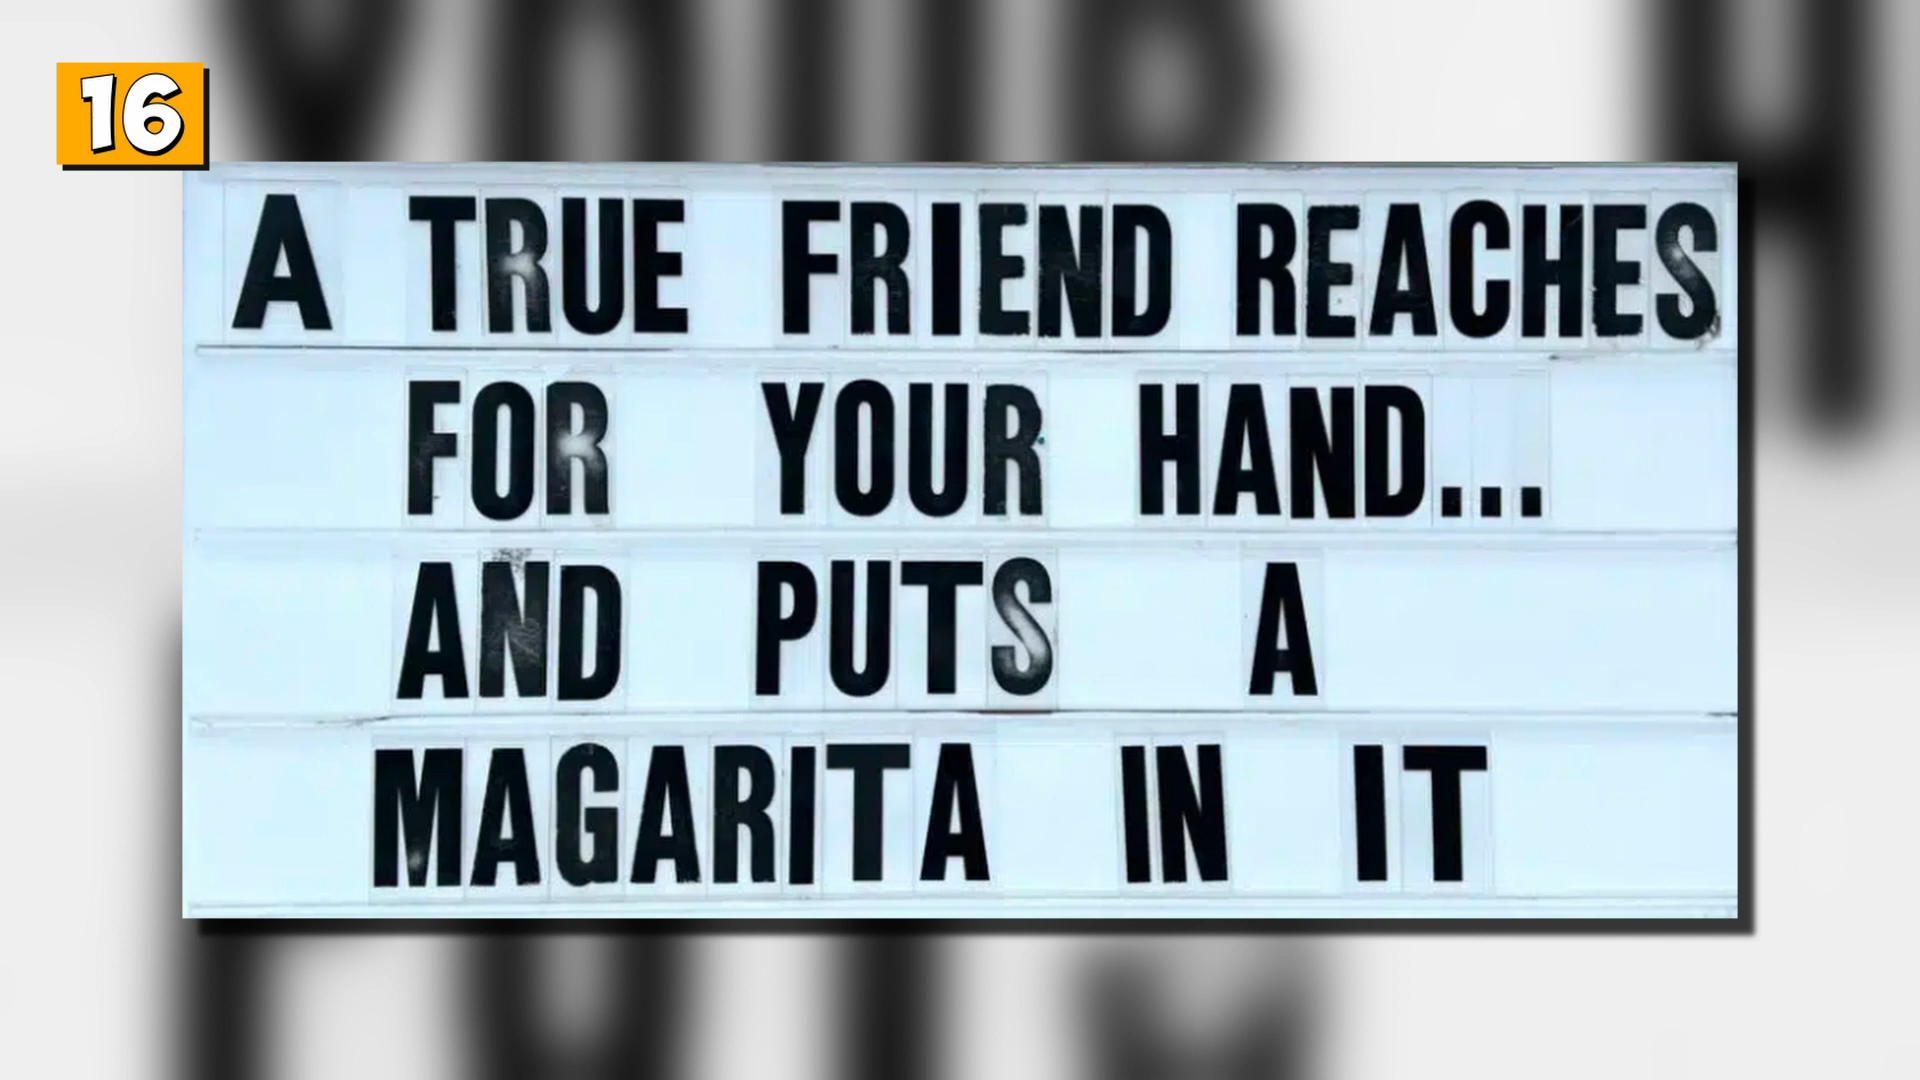 16
A TRUE FRIEND REACHES
FOR YOUR HAND...
AND PUTS A
MAGARITA IN IT